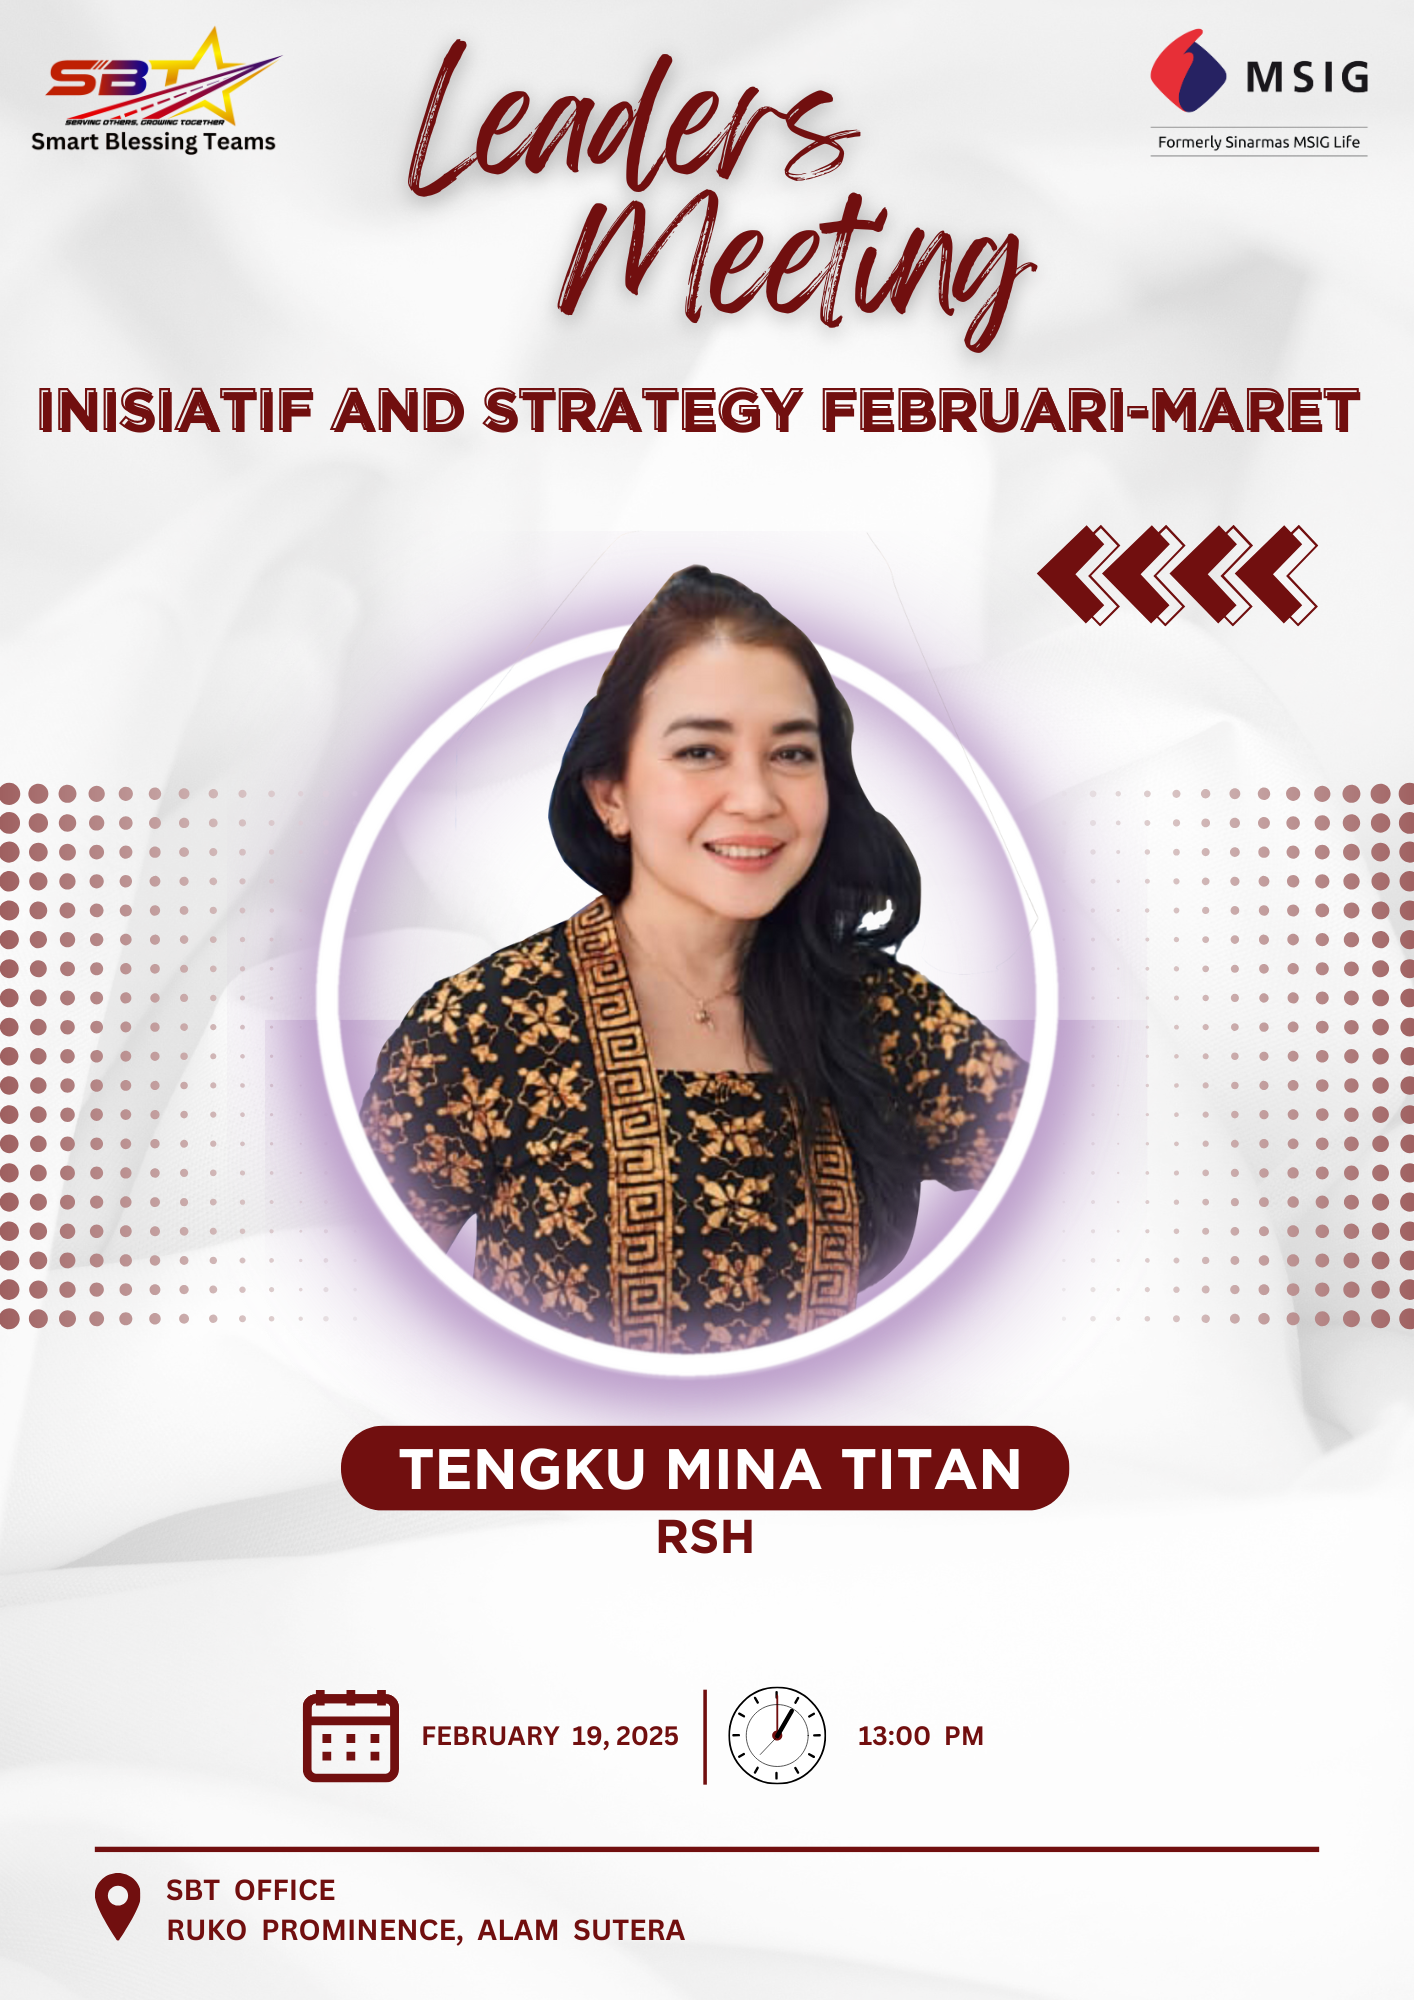 SBT
SERVING OTHERS, GROWING TOGETHER
Smart Blessing Teams
Leaders
Meeting
MSIG
Formerly Sinarmas MSIG Life
INISIATIF AND STRATEGY FEBRUARI-MARET
TENGKU MINA TITAN
RSH
FEBRUARY 19, 2025
13:00 PM
SBT OFFICE
RUKO PROMINENCE, ALAM SUTERA